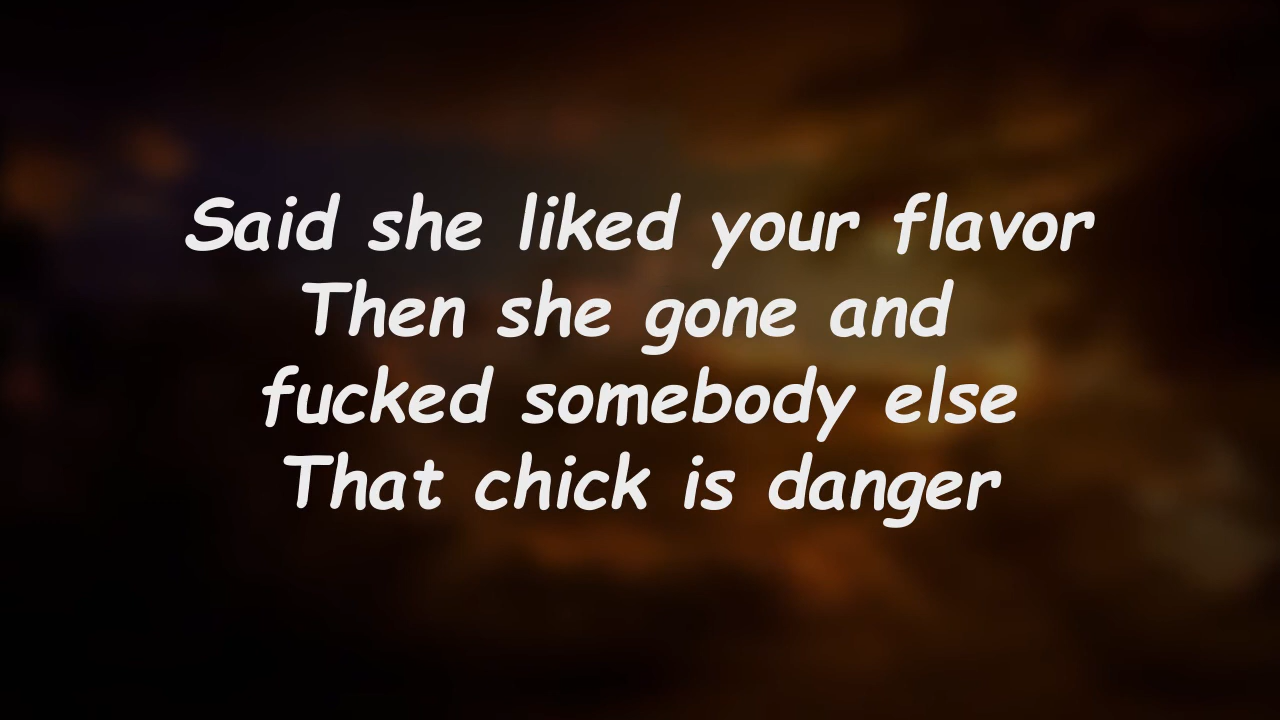 Said she liked your flavor
Then she gone and
fucked somebody else
That chick is danger